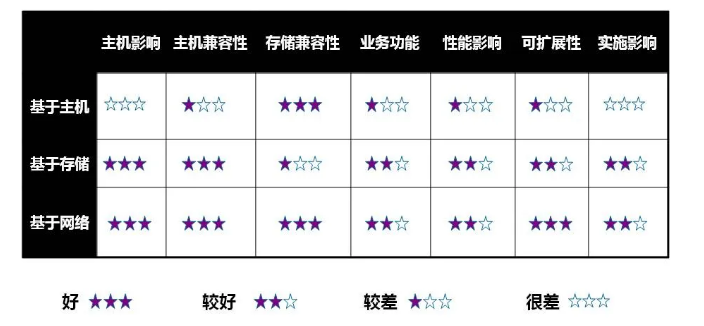 主机影响 主机兼容性 存储兼容性 业务功能 性能影响 可扩展性 实施影响
基于主机 ☆☆☆ ★☆☆ ★★★ ★☆☆ ★☆☆ ★☆☆ ☆☆☆
基于存储 ★★★ ★★★ ★☆☆ ★★☆ ★★☆ ★★☆ ★★☆
基于网络 ★★★ ★★★ ★★★ ★★☆ ★★☆ ★★★ ★★☆
好 ★★★ 较好 ★★☆ 较差 ★☆☆ 很差 ☆☆☆